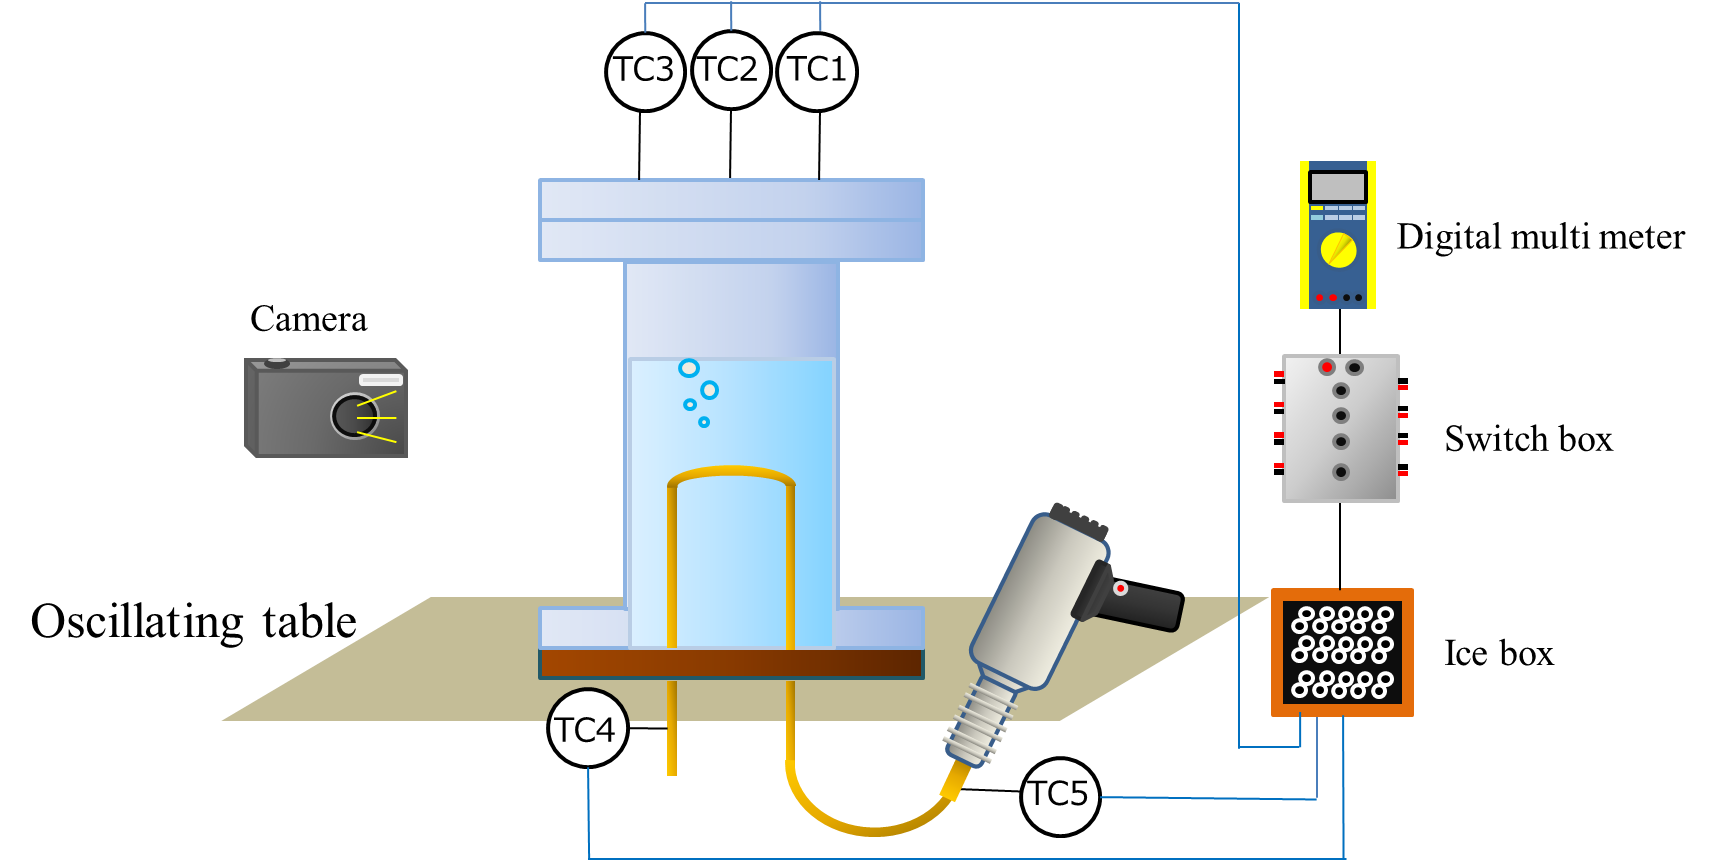 TC3 TC2 TC1
Digital multi meter
Camera
Switch box
Oscillating table
Ice box
TC4
TC5